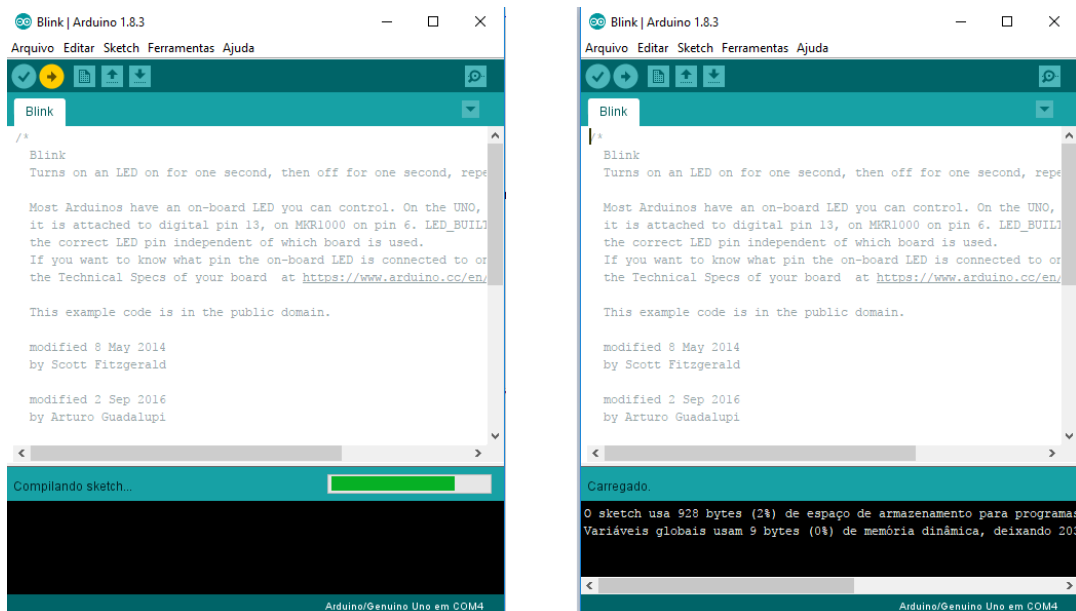 Blink | Arduino 1.8.3
Arquivo Editar Sketch Ferramentas Ajuda
Blink
/*
Blink
Turns on an LED on for one second, then off for one second, repe
Most Arduinos have an on-board LED you can control. On the UNO,
it is attached to digital pin 13, on MKR1000 on pin 6. LED_BUILT
the correct LED pin independent of which board is used.
If you want to know what pin the on-board LED is connected to on
the Technical Specs of your board at https://www.arduino.cc/en/
This example code is in the public domain.
modified 8 May 2014
by Scott Fitzgerald
modified 2 Sep 2016
by Arturo Guadalupi
Compilando sketch...
Arduino/Genuino Uno em COM4
Blink | Arduino 1.8.3
Arquivo Editar Sketch Ferramentas Ajuda
Blink
/*
Blink
Turns on an LED on for one second, then off for one second, repe
Most Arduinos have an on-board LED you can control. On the UNO,
it is attached to digital pin 13, on MKR1000 on pin 6. LED_BUILT
the correct LED pin independent of which board is used.
If you want to know what pin the on-board LED is connected to on
the Technical Specs of your board at https://www.arduino.cc/en/
This example code is in the public domain.
modified 8 May 2014
by Scott Fitzgerald
modified 2 Sep 2016
by Arturo Guadalupi
Carregado.
O sketch usa 928 bytes (2%) de espaço de armazenamento para programas
Variáveis globais usam 9 bytes (0%) de memória dinâmica, deixando 203
Arduino/Genuino Uno em COM4